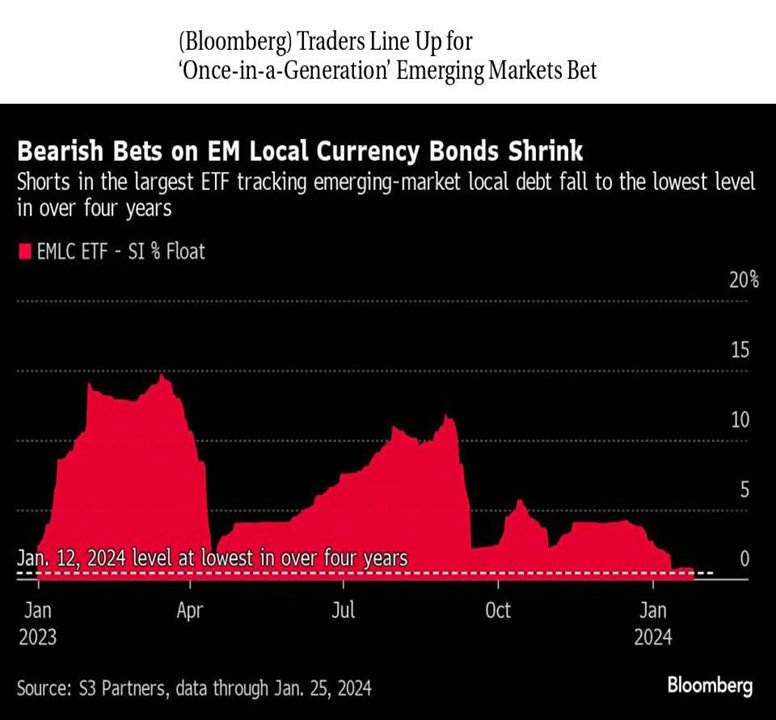 (Bloomberg) Traders Line Up for
‘Once-in-a-Generation’ Emerging Markets Bet
Bearish Bets on EM Local Currency Bonds Shrink
Shorts in the largest ETF tracking emerging-market local debt fall to the lowest level
in over four years
EMLC ETF - SI % Float
20%
15
10
5
Jan. 12, 2024 level at lowest in over four years
0
Jan Apr Jul Oct Jan
2023 2024
Source: S3 Partners, data through Jan. 25, 2024
Bloomberg